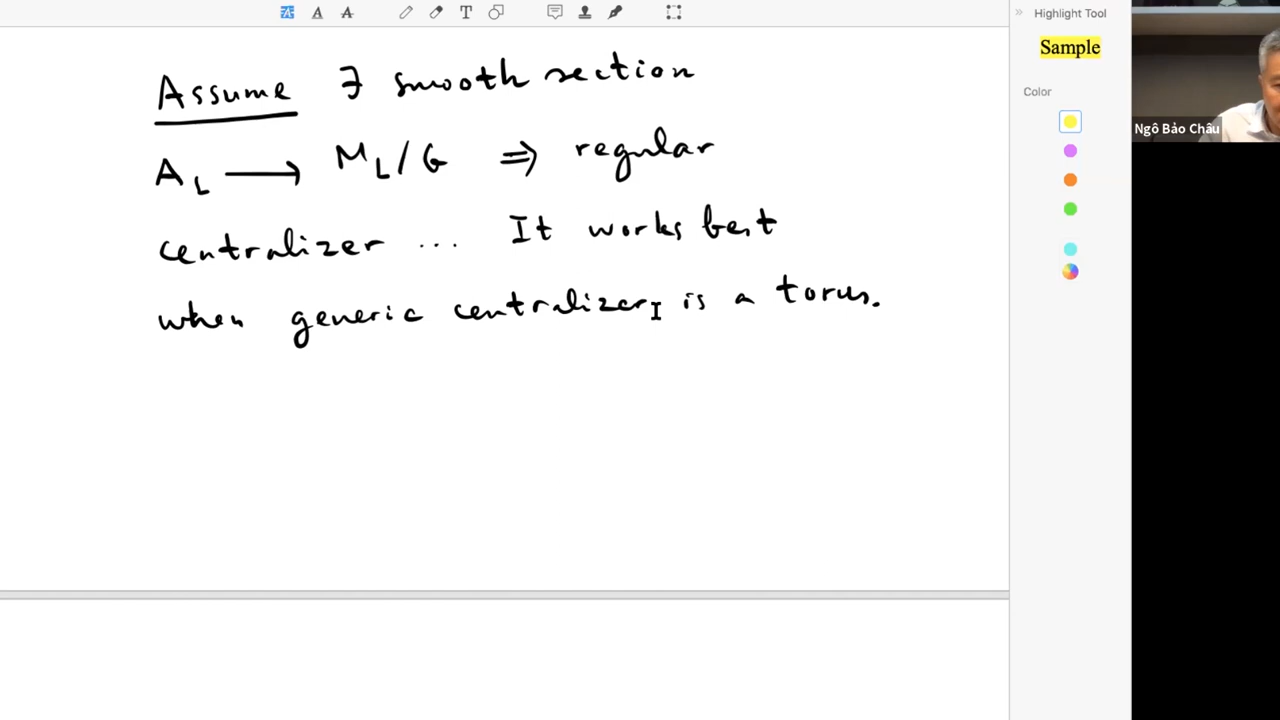 Highlight Tool
Sample
Color
Ngô Bảo Châu
Assume ∃ smooth section
A_L ⟶ M_L/G ⇒ regular
centralizer ... It works best
when generic centralizer is a torus.